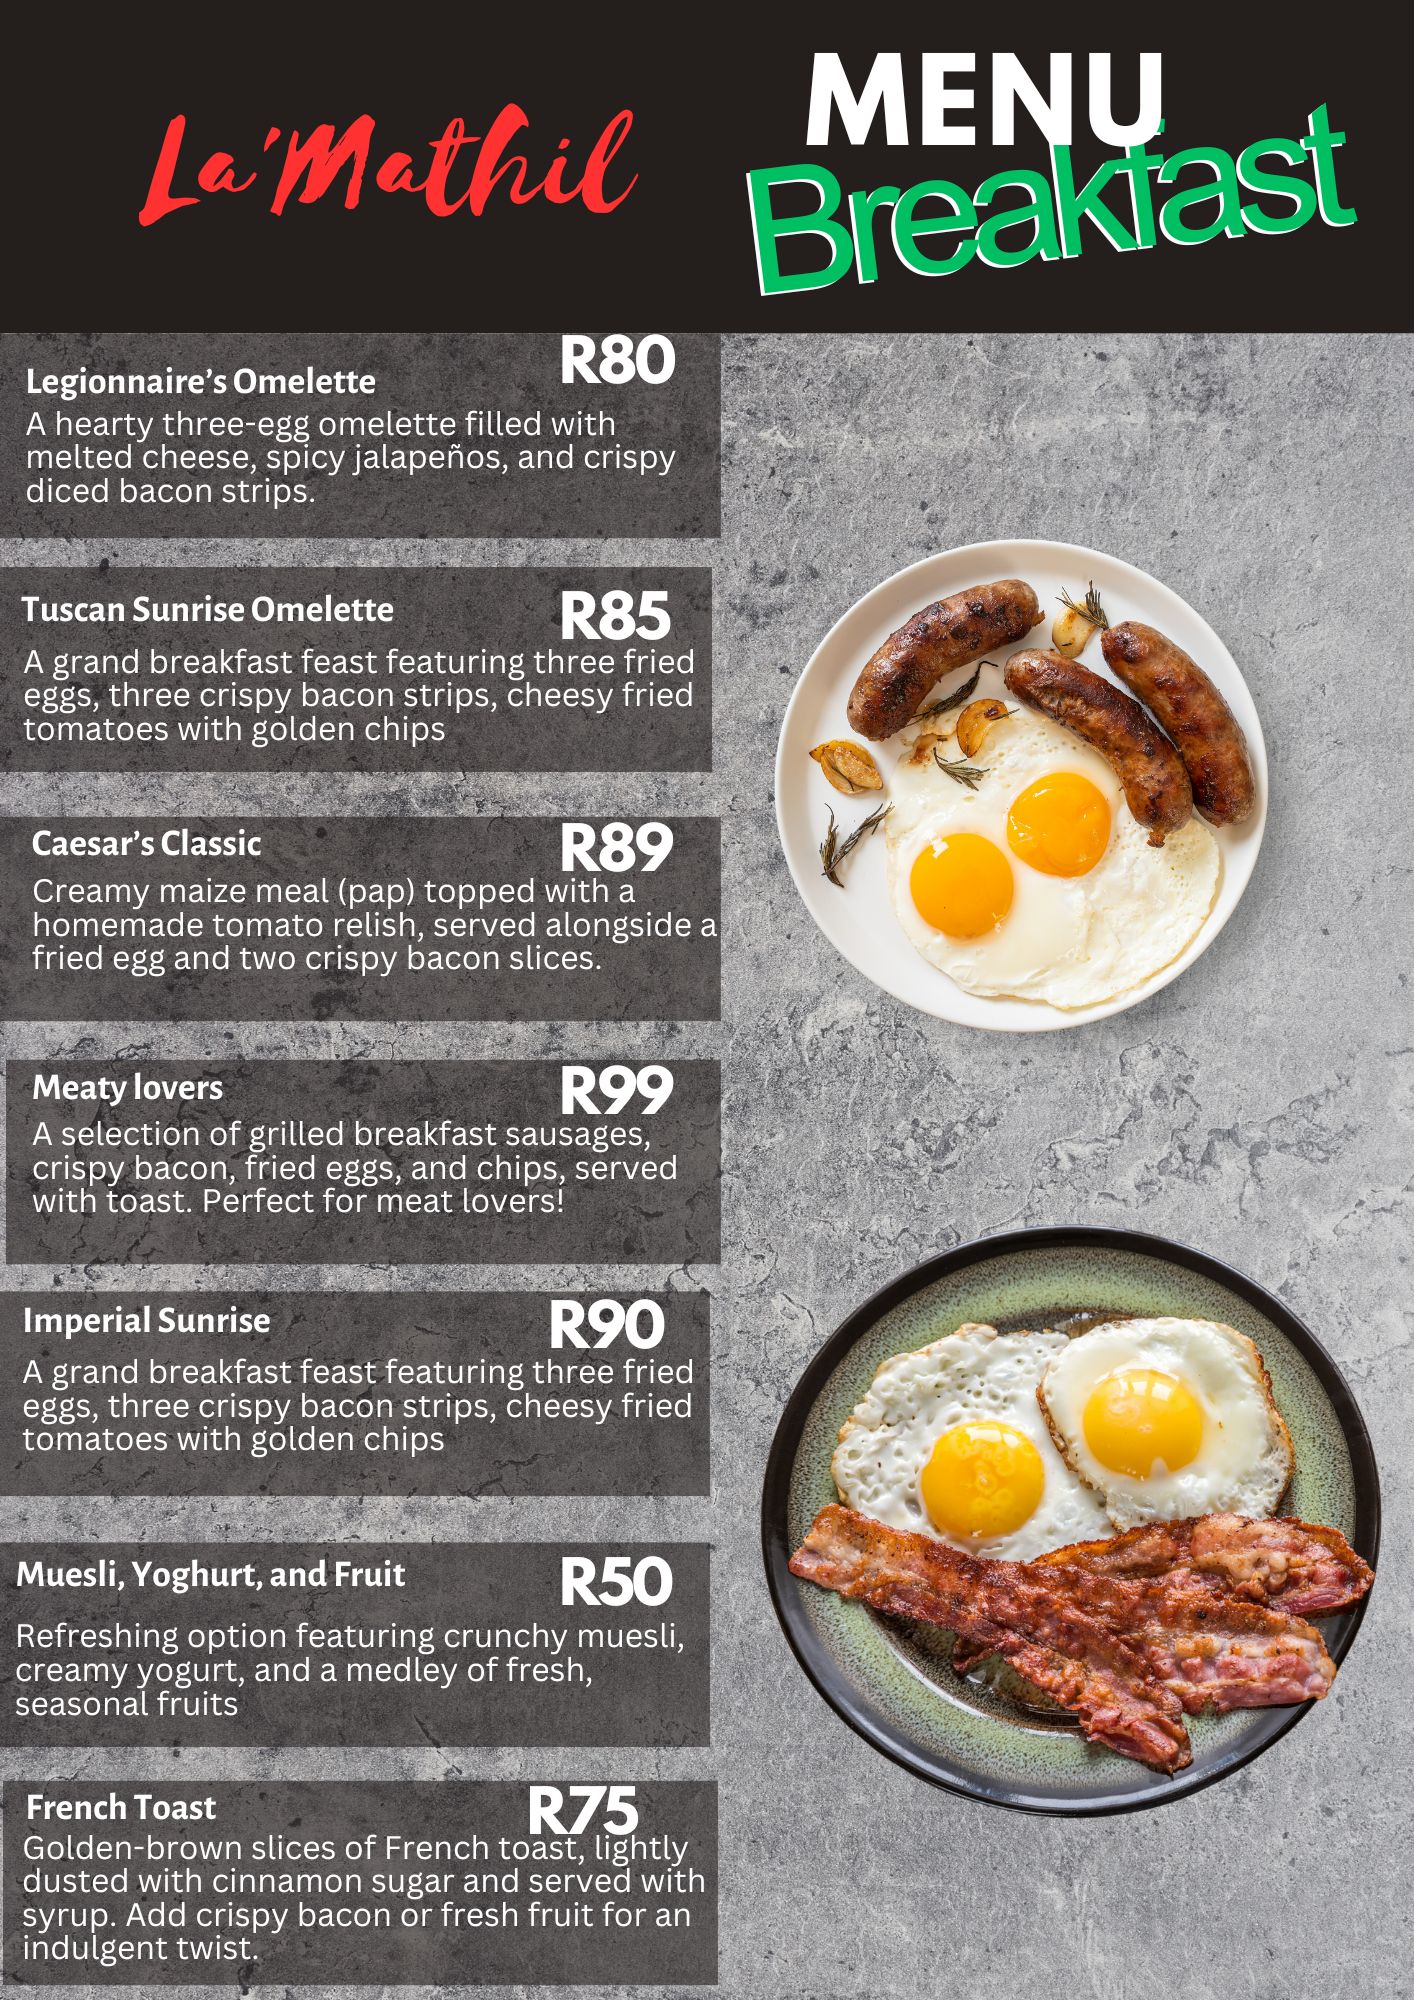 La'Mathil
MENU
Breakfast
Legionnaire's Omelette
R80
A hearty three-egg omelette filled with
melted cheese, spicy jalapeños, and crispy
diced bacon strips.
Tuscan Sunrise Omelette
R85
A grand breakfast feast featuring three fried
eggs, three crispy bacon strips, cheesy fried
tomatoes with golden chips
Caesar's Classic
R89
Creamy maize meal (pap) topped with a
homemade tomato relish, served alongside a
fried egg and two crispy bacon slices.
Meaty lovers
R99
A selection of grilled breakfast sausages,
crispy bacon, fried eggs, and chips, served
with toast. Perfect for meat lovers!
Imperial Sunrise
R90
A grand breakfast feast featuring three fried
eggs, three crispy bacon strips, cheesy fried
tomatoes with golden chips
Muesli, Yoghurt, and Fruit
R50
Refreshing option featuring crunchy muesli,
creamy yogurt, and a medley of fresh,
seasonal fruits
French Toast
R75
Golden-brown slices of French toast, lightly
dusted with cinnamon sugar and served with
syrup. Add crispy bacon or fresh fruit for an
indulgent twist.